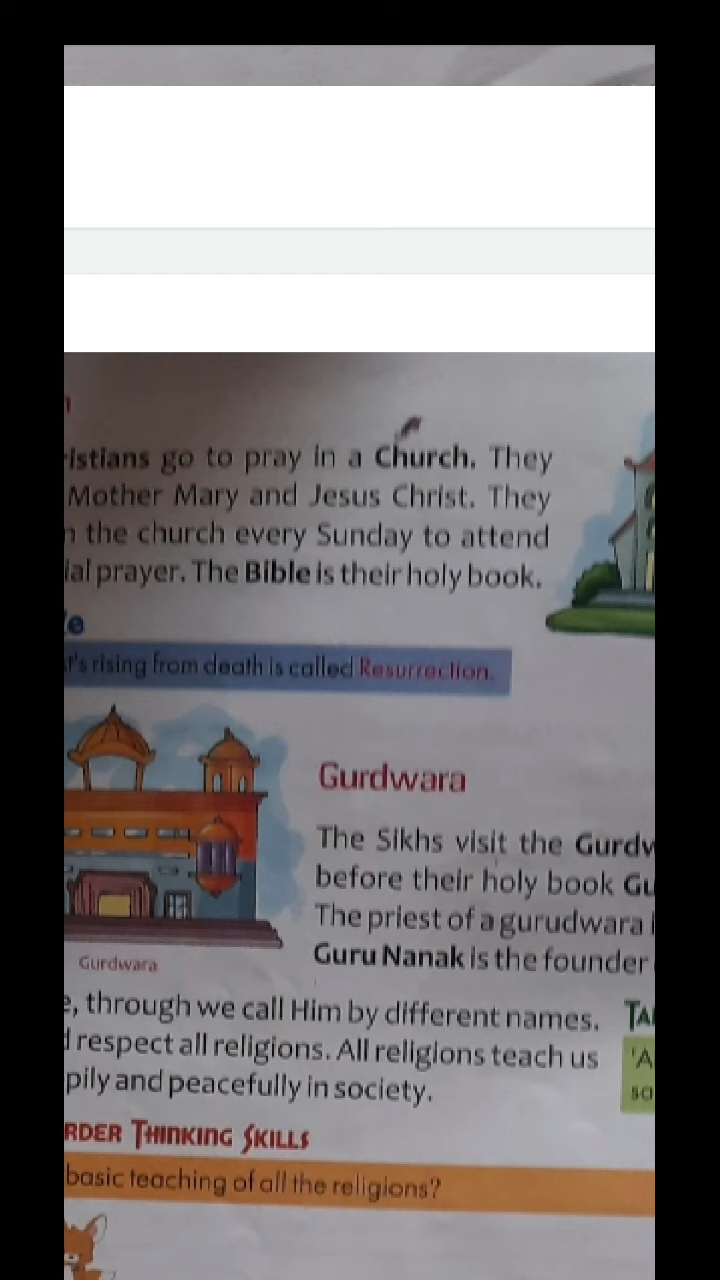 istians go to pray in a Church. They
Mother Mary and Jesus Christ. They
the church every Sunday to attend
ial prayer. The Bible is their holy book.
t's rising from death is called Resurrection.
Gurdwara
The Sikhs visit the Gurdw
before their holy book Gu
The priest of a gurudwara
Guru Nanak is the founder
Gurdwara
e, through we call Him by different names.
d respect all religions. All religions teach us
pily and peacefully in society.
TA
'A
so
RDER THINKING SKILLS
basic teaching of all the religions?